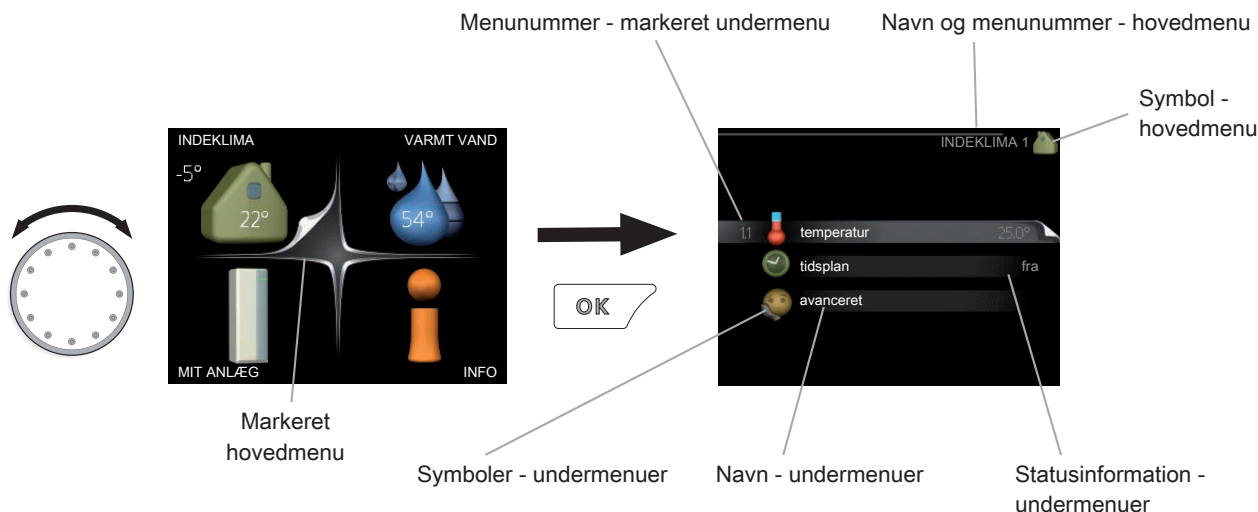 Menunummer - markeret undermenu
Navn og menunummer - hovedmenu
Symbol -
hovedmenu
INDEKLIMA
VARMT VAND
-5°
22°
54°
MIT ANLÆG
INFO
OK
INDEKLIMA 1
1.1 temperatur 25.0°
tidsplan fra
avanceret
Markeret
hovedmenu
Symboler - undermenuer
Navn - undermenuer
Statusinformation -
undermenuer